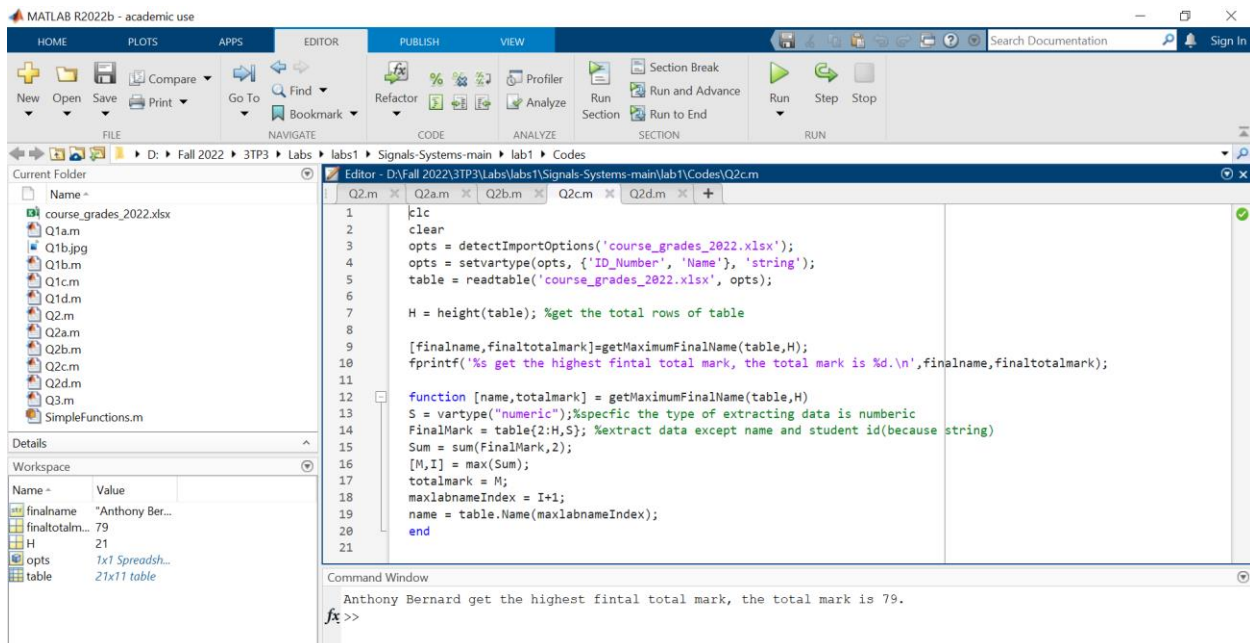 MATLAB R2022b - academic use
HOME PLOTS APPS EDITOR PUBLISH VIEW Search Documentation Sign In
New Open Save Compare Print Go To Find Bookmark Refactor Profiler Analyze Run Section Section Break Run and Advance Run to End Run Step Stop
FILE NAVIGATE CODE ANALYZE SECTION RUN
D: Fall 2022 3TP3 Labs labs1 Signals-Systems-main lab1 Codes
Current Folder
Name
course_grades_2022.xlsx
Q1a.m
Q1b.jpg
Q1b.m
Q1c.m
Q1d.m
Q2.m
Q2a.m
Q2b.m
Q2c.m
Q2d.m
Q3.m
SimpleFunctions.m
Details
Workspace
Name Value
finalname "Anthony Ber...
finaltotalm... 79
H 21
opts 1x1 Spreadsh...
table 21x11 table
Editor - D:\Fall 2022\3TP3\Labs\labs1\Signals-Systems-main\lab1\Codes\Q2c.m
Q2.m Q2a.m Q2b.m Q2c.m Q2d.m +
1 clc
2 clear
3 opts = detectImportOptions('course_grades_2022.xlsx');
4 opts = setvartype(opts, {'ID_Number', 'Name'}, 'string');
5 table = readtable('course_grades_2022.xlsx', opts);
6
7 H = height(table); %get the total rows of table
8
9 [finalname,finaltotalmark]=getMaximumFinalName(table,H);
10 fprintf('%s get the highest fintal total mark, the total mark is %d.\n',finalname,finaltotalmark);
11
12 function [name,totalmark] = getMaximumFinalName(table,H)
13 S = vartype("numeric");%specfic the type of extracting data is numberic
14 FinalMark = table{2:H,S}; %extract data except name and student id(because string)
15 Sum = sum(FinalMark,2);
16 [M,I] = max(Sum);
17 totalmark = M;
18 maxlabnameIndex = I+1;
19 name = table.Name(maxlabnameIndex);
20 end
21
Command Window
Anthony Bernard get the highest fintal total mark, the total mark is 79.
fx >>